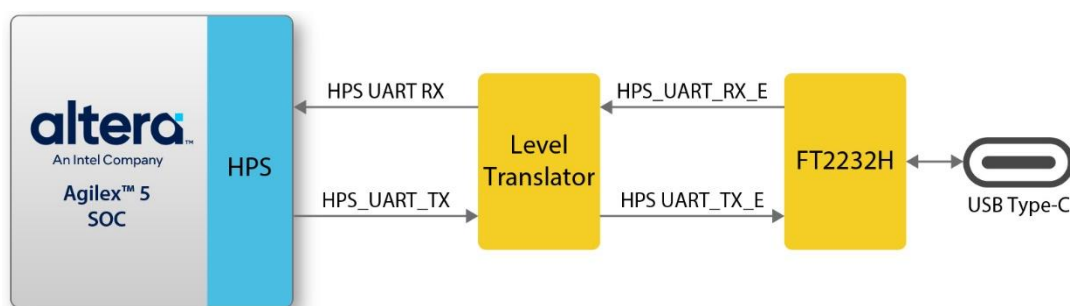 altera™
An Intel Company
Agilex™ 5
SOC
HPS
HPS UART RX
HPS_UART_TX
Level
Translator
HPS_UART_RX_E
HPS UART_TX_E
FT2232H
USB Type-C